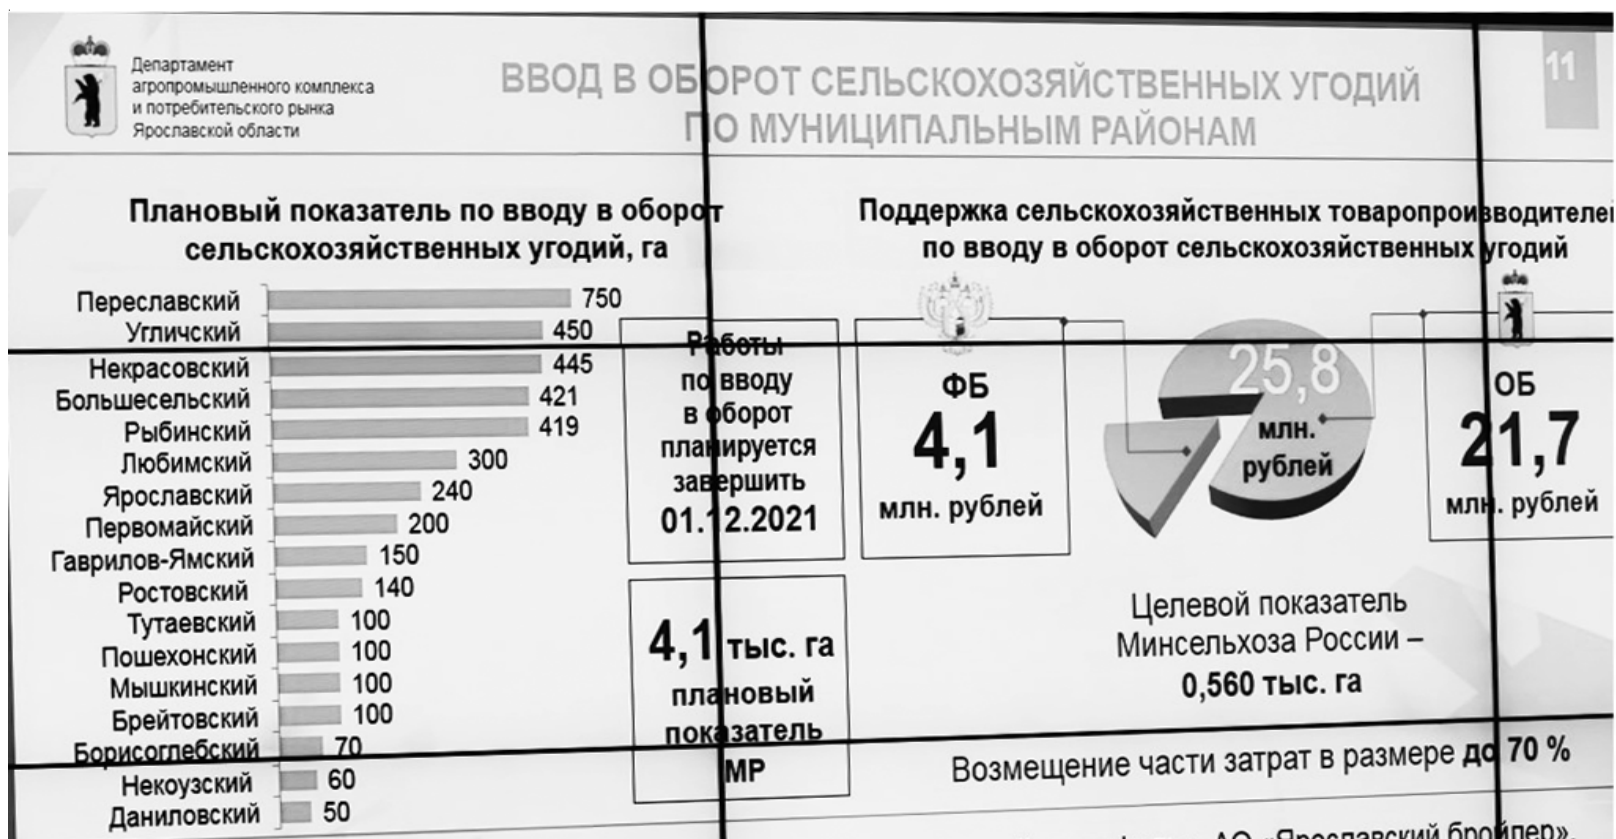 Департамент
агропромышленного комплекса
и потребительского рынка
Ярославской области
ВВОД В ОБОРОТ СЕЛЬСКОХОЗЯЙСТВЕННЫХ УГОДИЙ
ПО МУНИЦИПАЛЬНЫМ РАЙОНАМ
11
Плановый показатель по вводу в оборот
сельскохозяйственных угодий, га
Переславский 750
Угличский 450
Некрасовский 445
Большесельский 421
Рыбинский 419
Любимский 300
Ярославский 240
Первомайский 200
Гаврилов-Ямский 150
Ростовский 140
Тутаевский 100
Пошехонский 100
Мышкинский 100
Брейтовский 100
Борисоглебский 70
Некоузский 60
Даниловский 50
Работы
по вводу
в оборот
планируется
завершить
01.12.2021
4,1 тыс. га
плановый
показатель
МР
Поддержка сельскохозяйственных товаропроизводителей
по вводу в оборот сельскохозяйственных угодий
ФБ
4,1
млн. рублей
25,8
млн.
рублей
ОБ
21,7
млн. рублей
Целевой показатель
Минсельхоза России –
0,560 тыс. га
Возмещение части затрат в размере до 70 %
АО «Ярославский бройлер»,